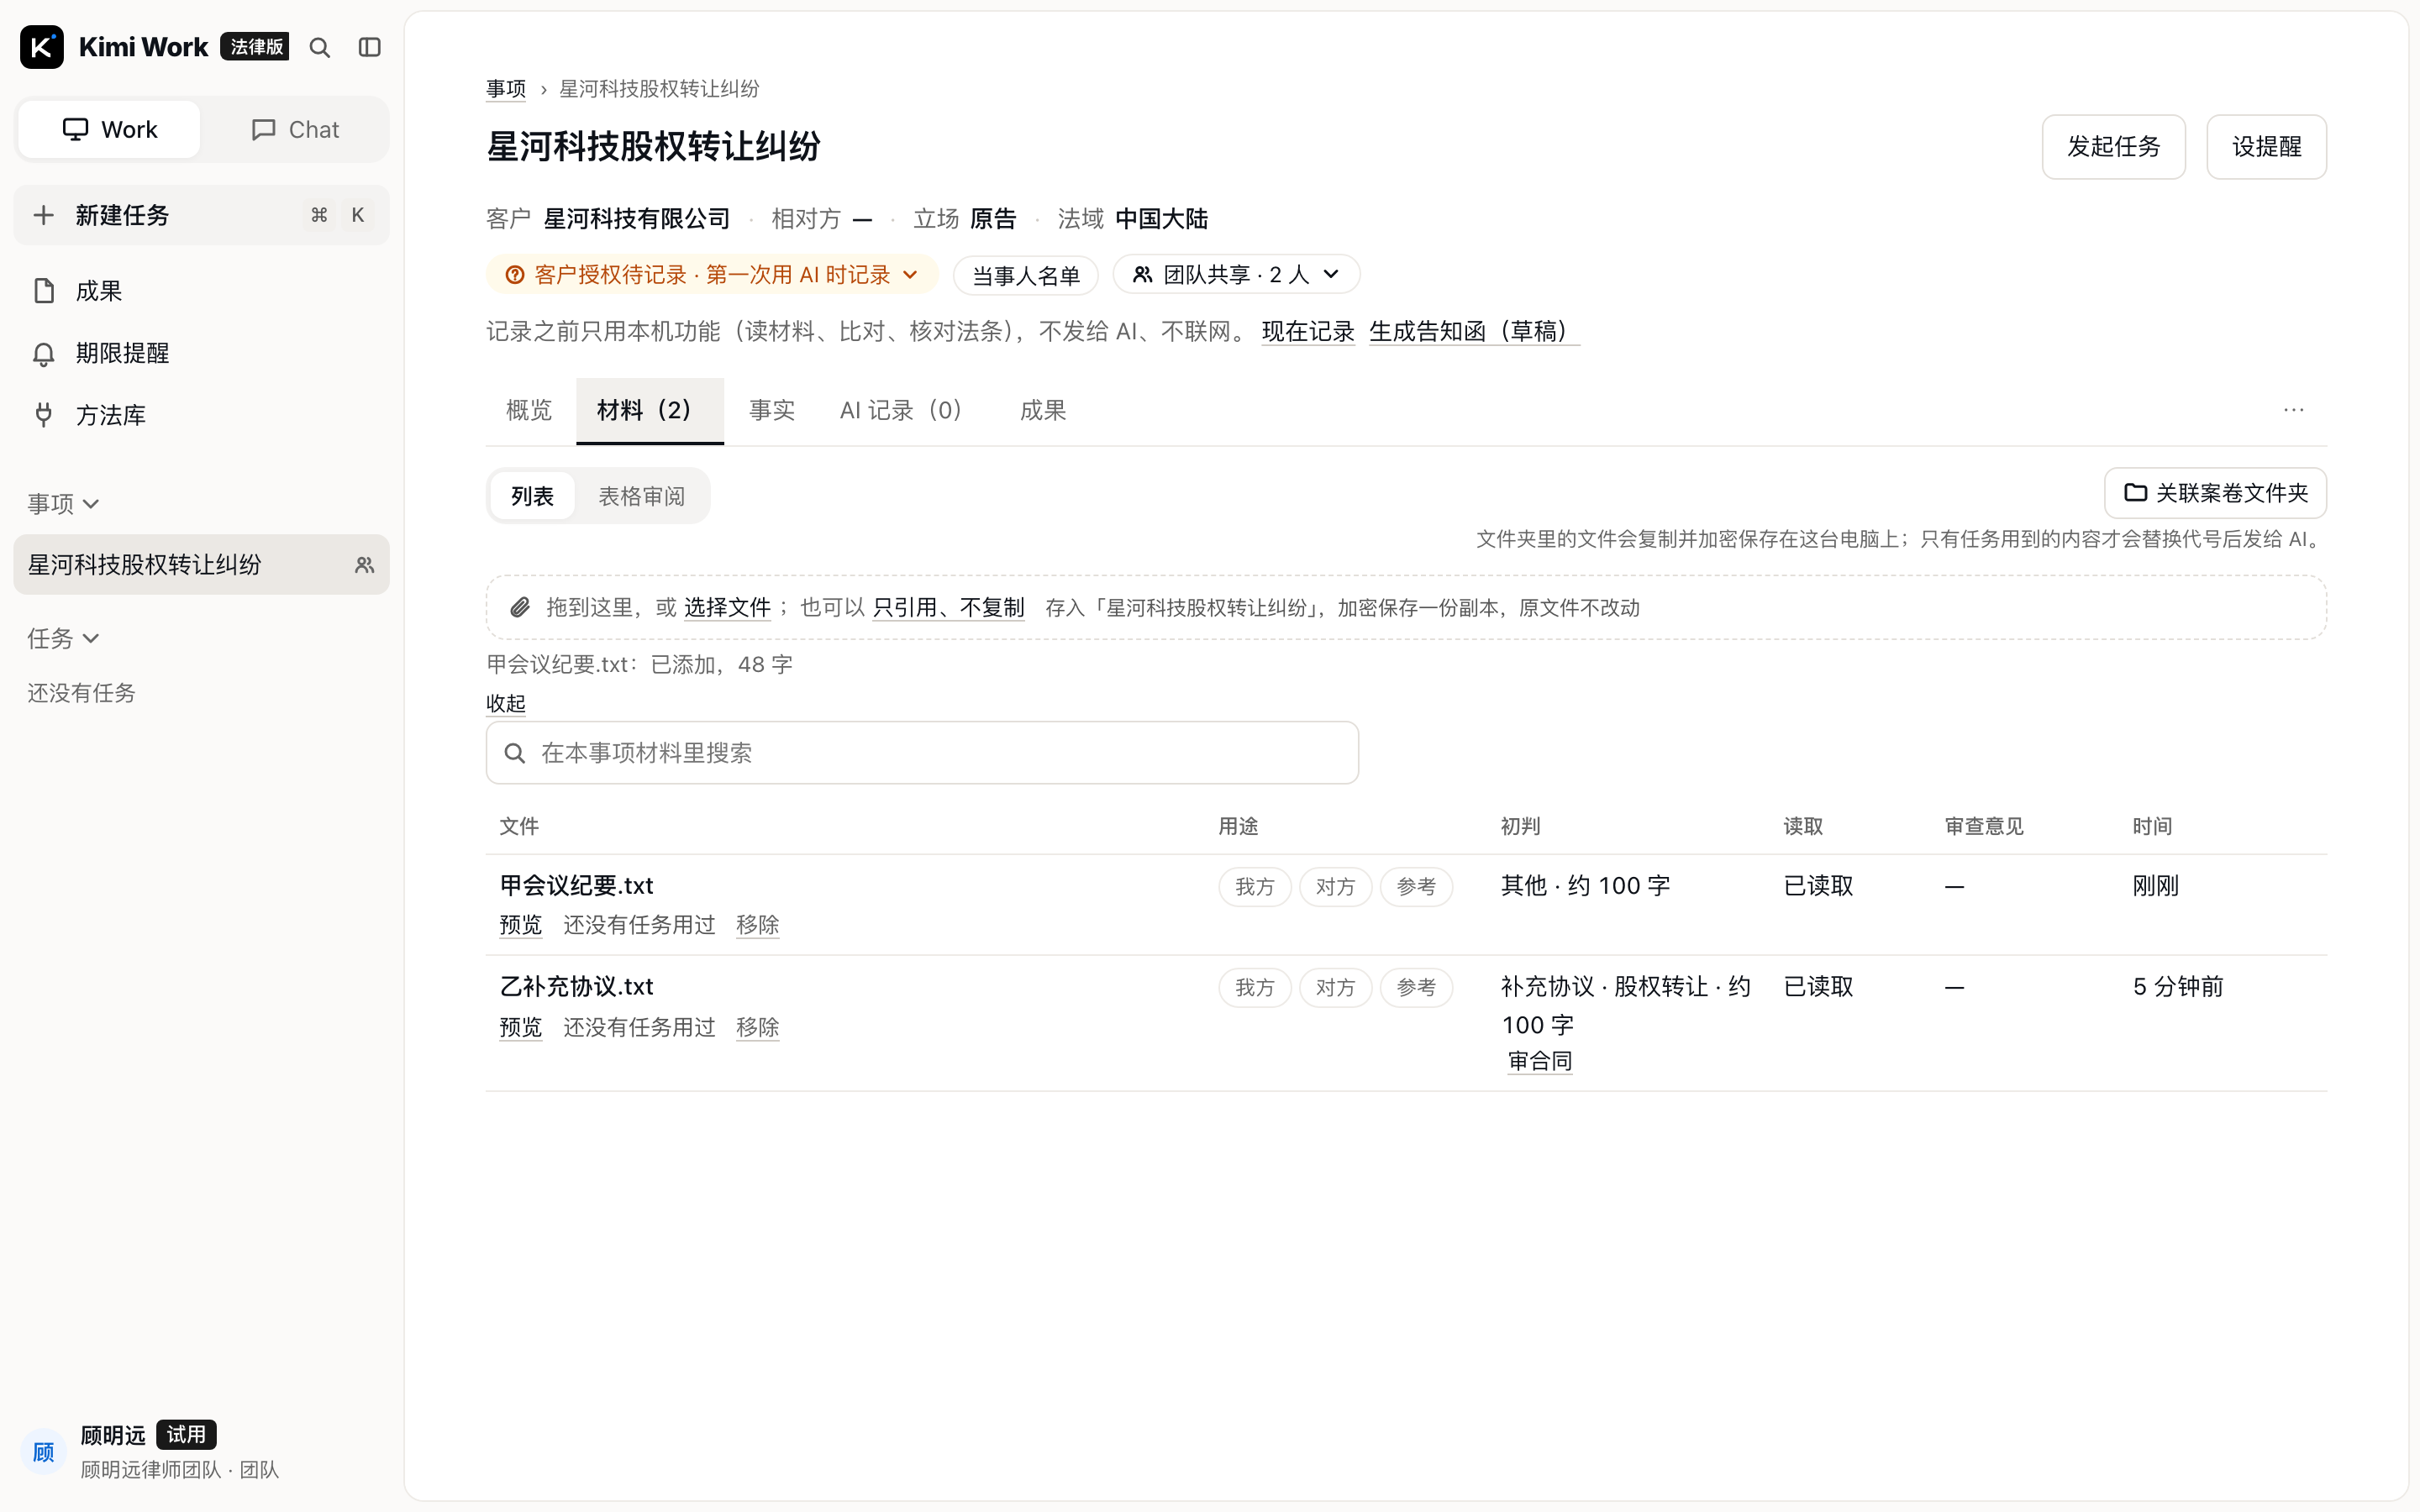 Kimi Work 法律版
Work Chat
新建任务 ⌘ K
成果
期限提醒
方法库
事项
星河科技股权转让纠纷
任务
还没有任务
顾 顾明远 试用
顾明远律师团队 · 团队
事项 › 星河科技股权转让纠纷
星河科技股权转让纠纷
发起任务 设提醒
客户 星河科技有限公司 · 相对方 — · 立场 原告 · 法域 中国大陆
客户授权待记录 · 第一次用 AI 时记录 当事人名单 团队共享 · 2 人
记录之前只用本机功能（读材料、比对、核对法条），不发给 AI、不联网。 现在记录 生成告知函（草稿）
概览 材料（2） 事实 AI 记录（0） 成果 ···
列表 表格审阅 关联案卷文件夹
文件夹里的文件会复制并加密保存在这台电脑上；只有任务用到的内容才会替换代号后发给 AI。
拖到这里，或 选择文件 ；也可以 只引用、不复制 存入「星河科技股权转让纠纷」，加密保存一份副本，原文件不改动
甲会议纪要.txt：已添加，48 字
收起
在本事项材料里搜索
文件 用途 初判 读取 审查意见 时间
甲会议纪要.txt 我方 对方 参考 其他 · 约 100 字 已读取 — 刚刚
预览 还没有任务用过 移除
乙补充协议.txt 我方 对方 参考 补充协议 · 股权转让 · 约 已读取 — 5 分钟前
100 字
预览 还没有任务用过 移除
审合同